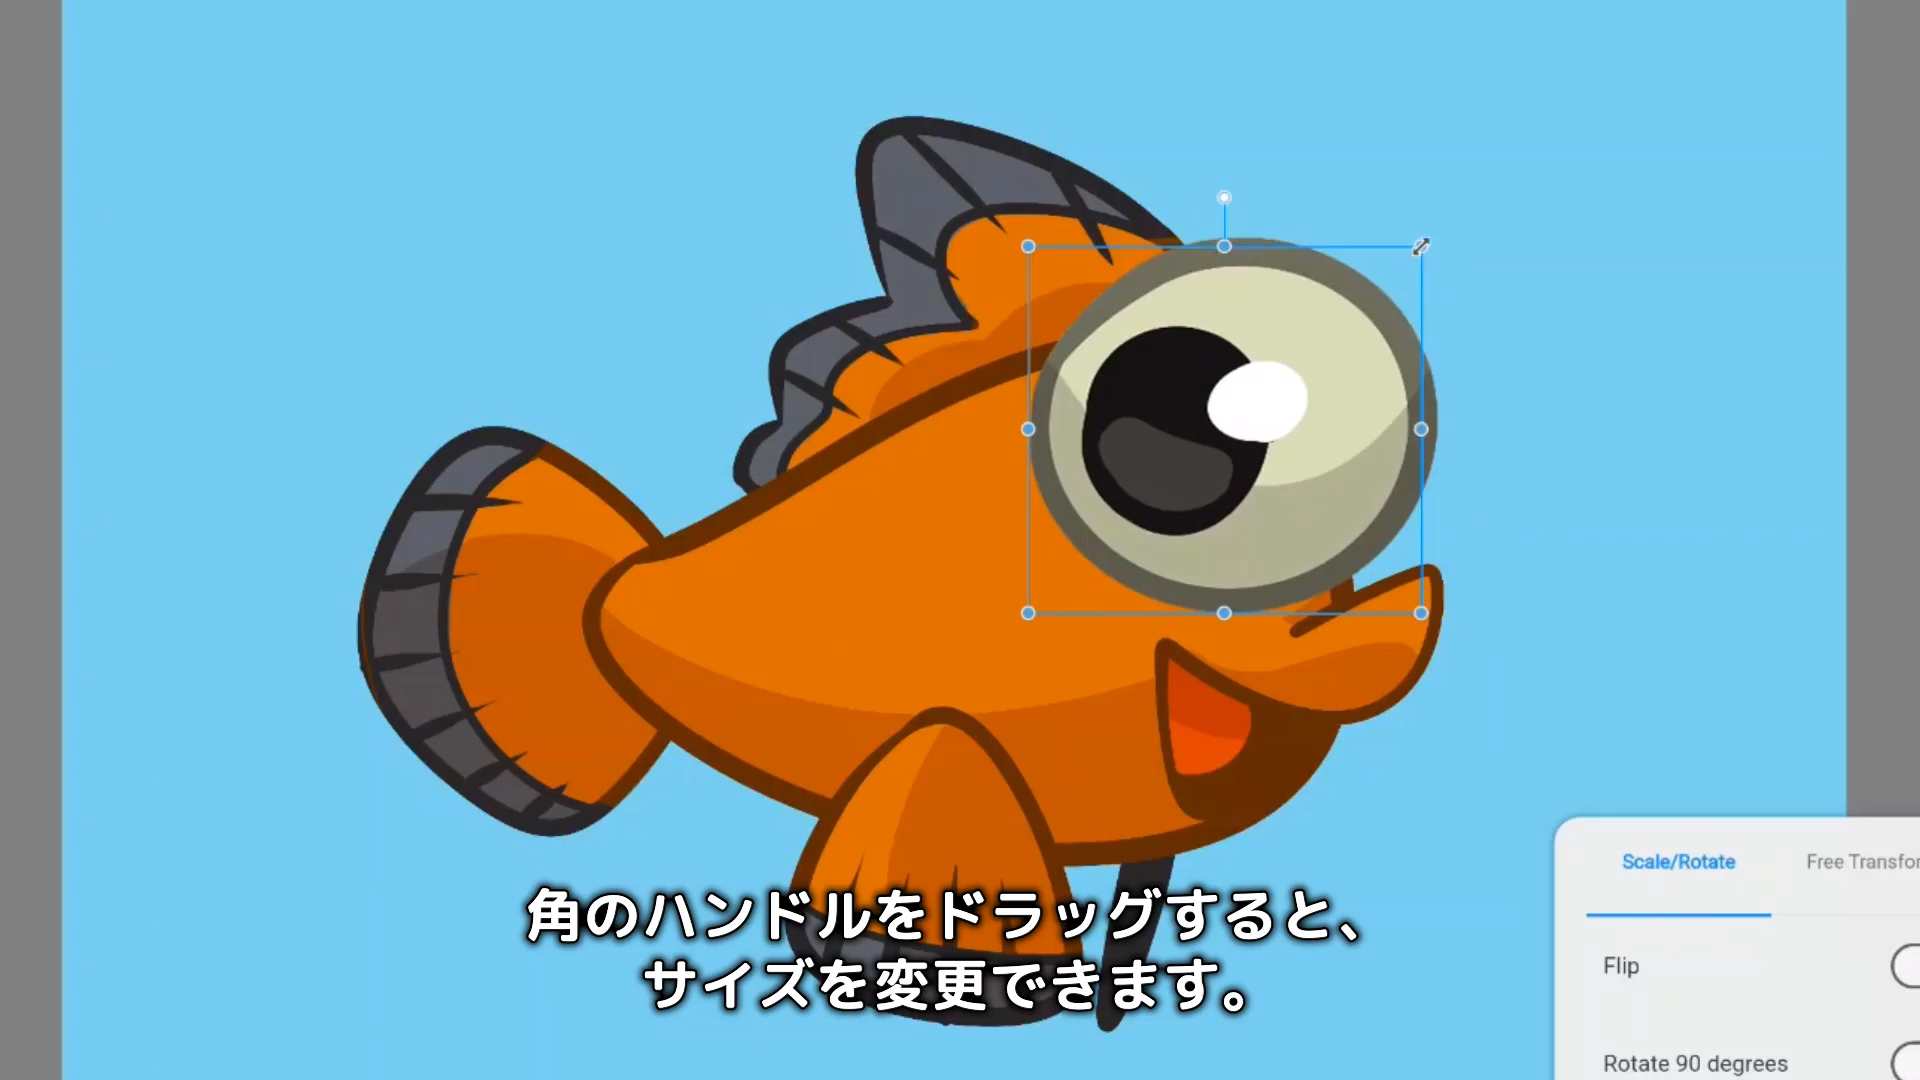 Scale/Rotate
Free Transfor
Flip
Rotate 90 degrees
角のハンドルをドラッグすると、
サイズを変更できます。